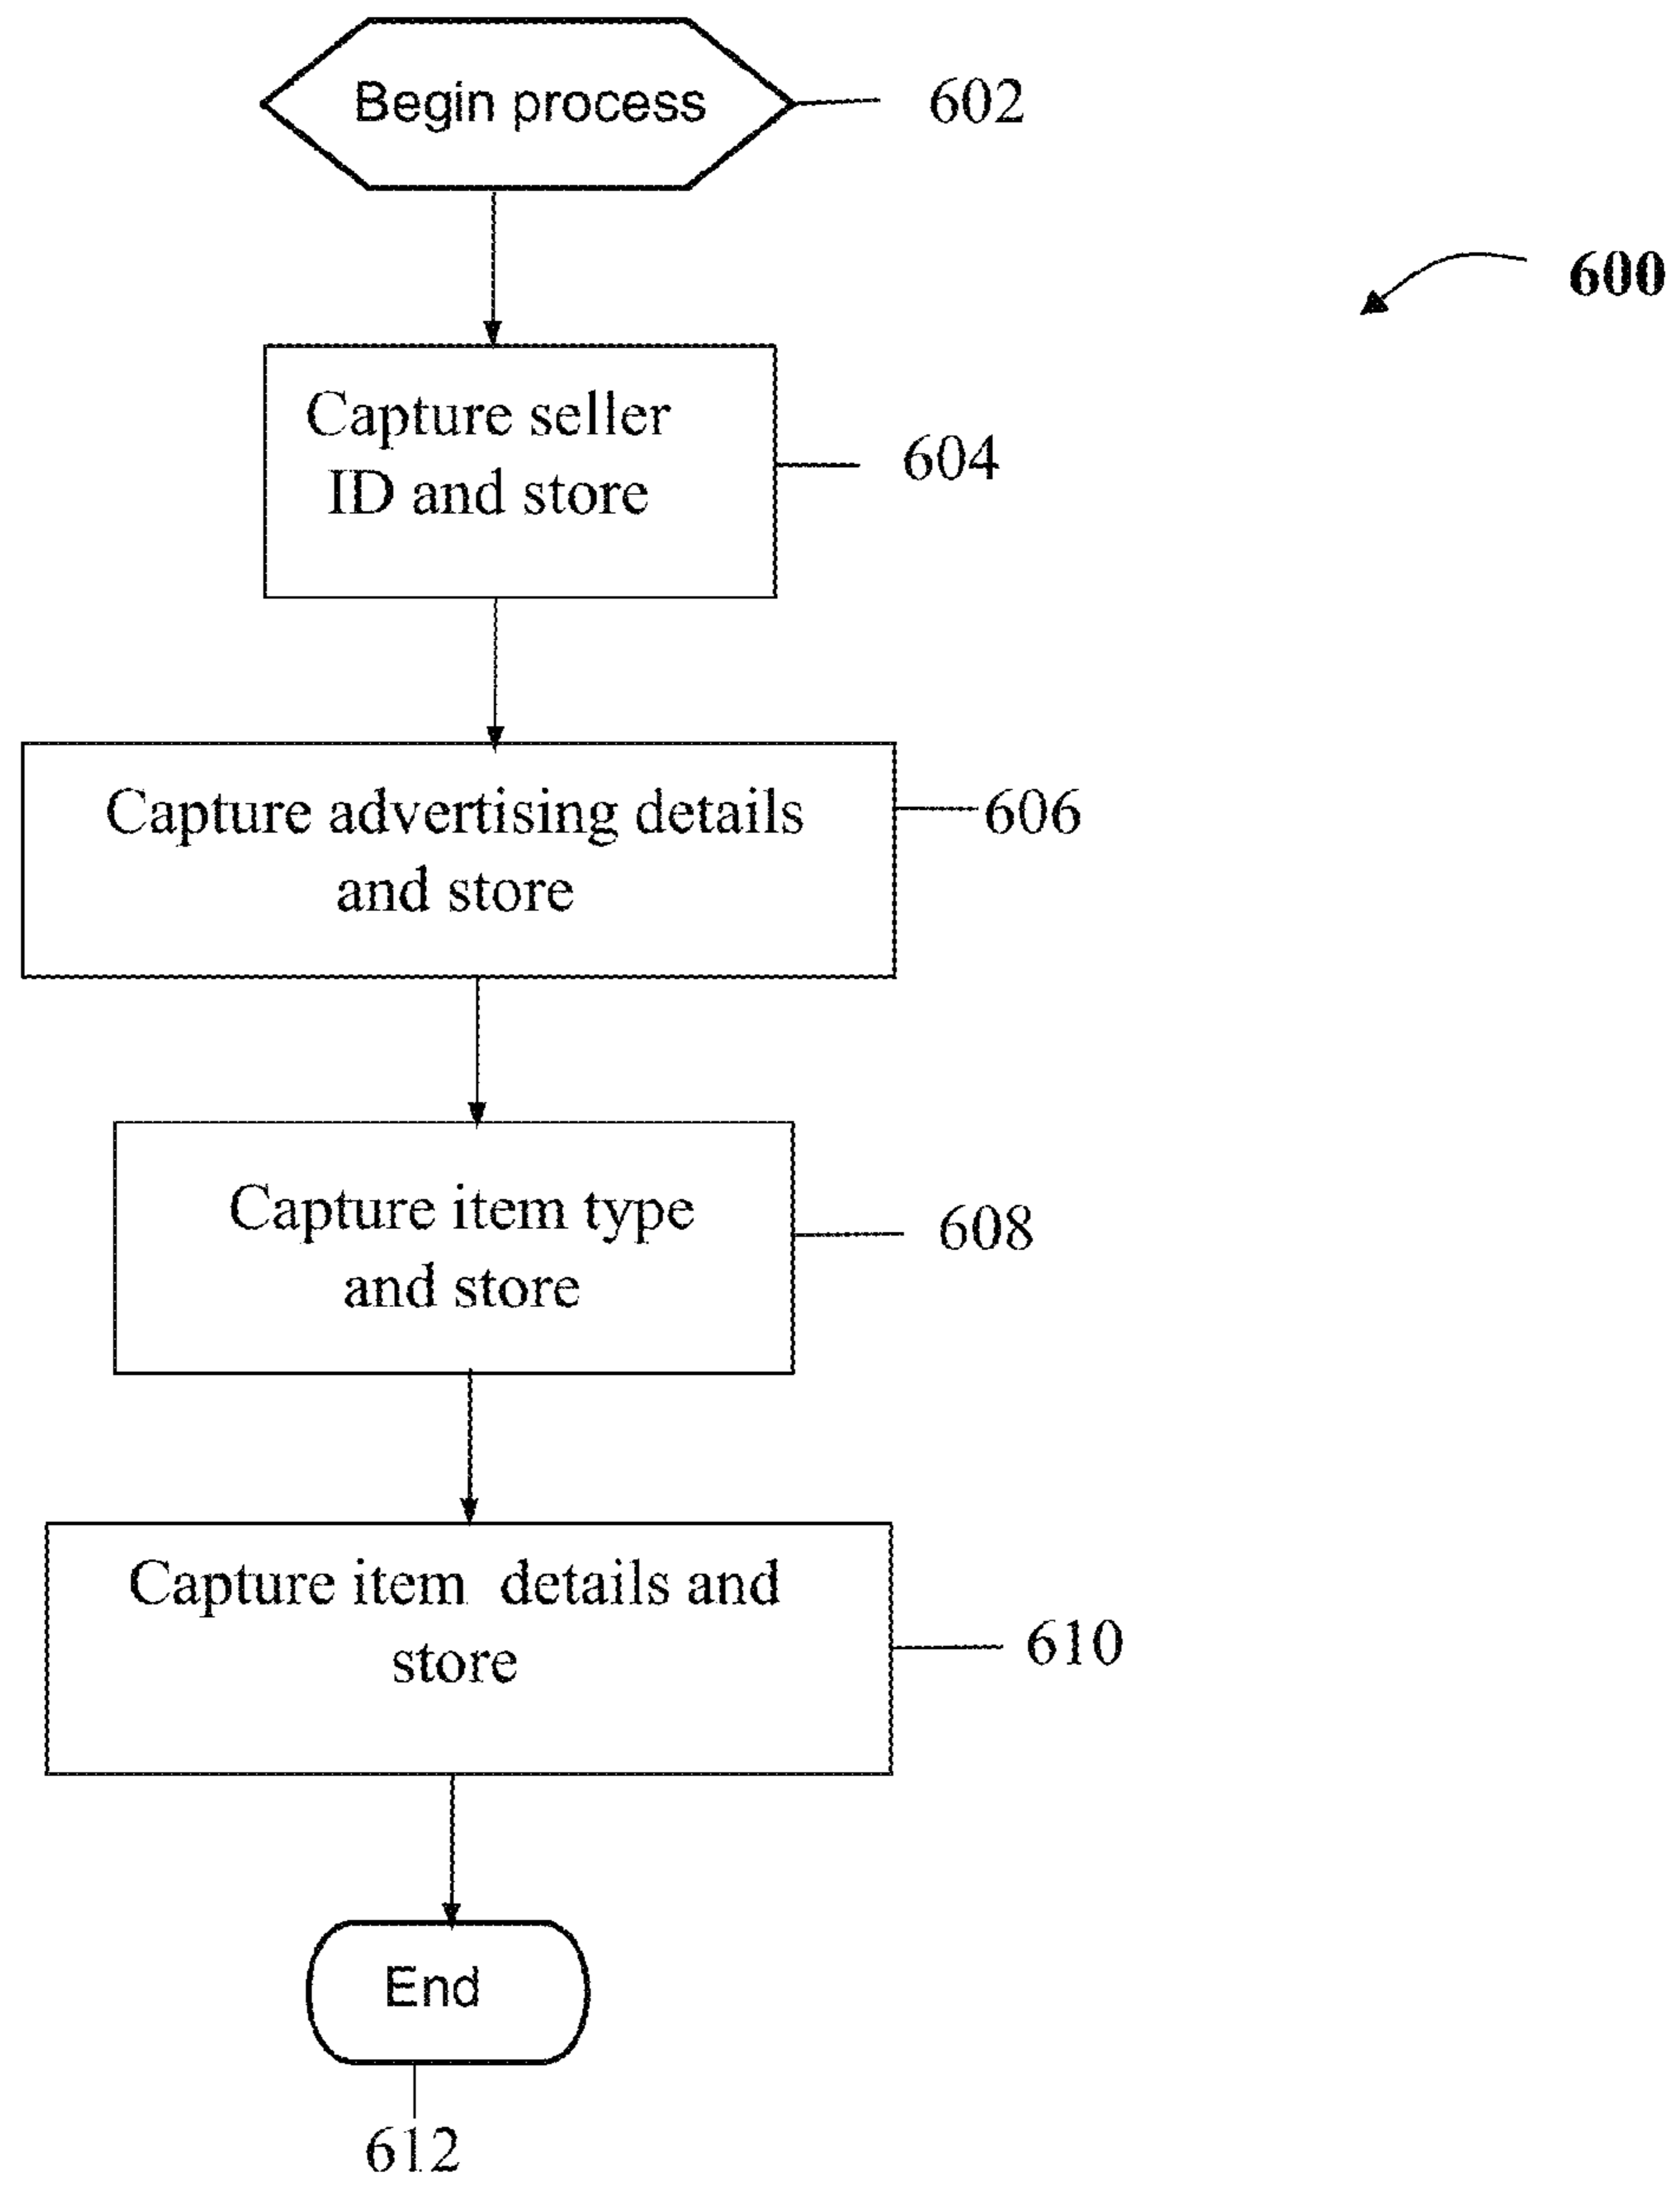 Begin process
602
600
Capture seller
ID and store
604
Capture advertising details
and store
606
Capture item type
and store
608
Capture item details and
store
610
End
612